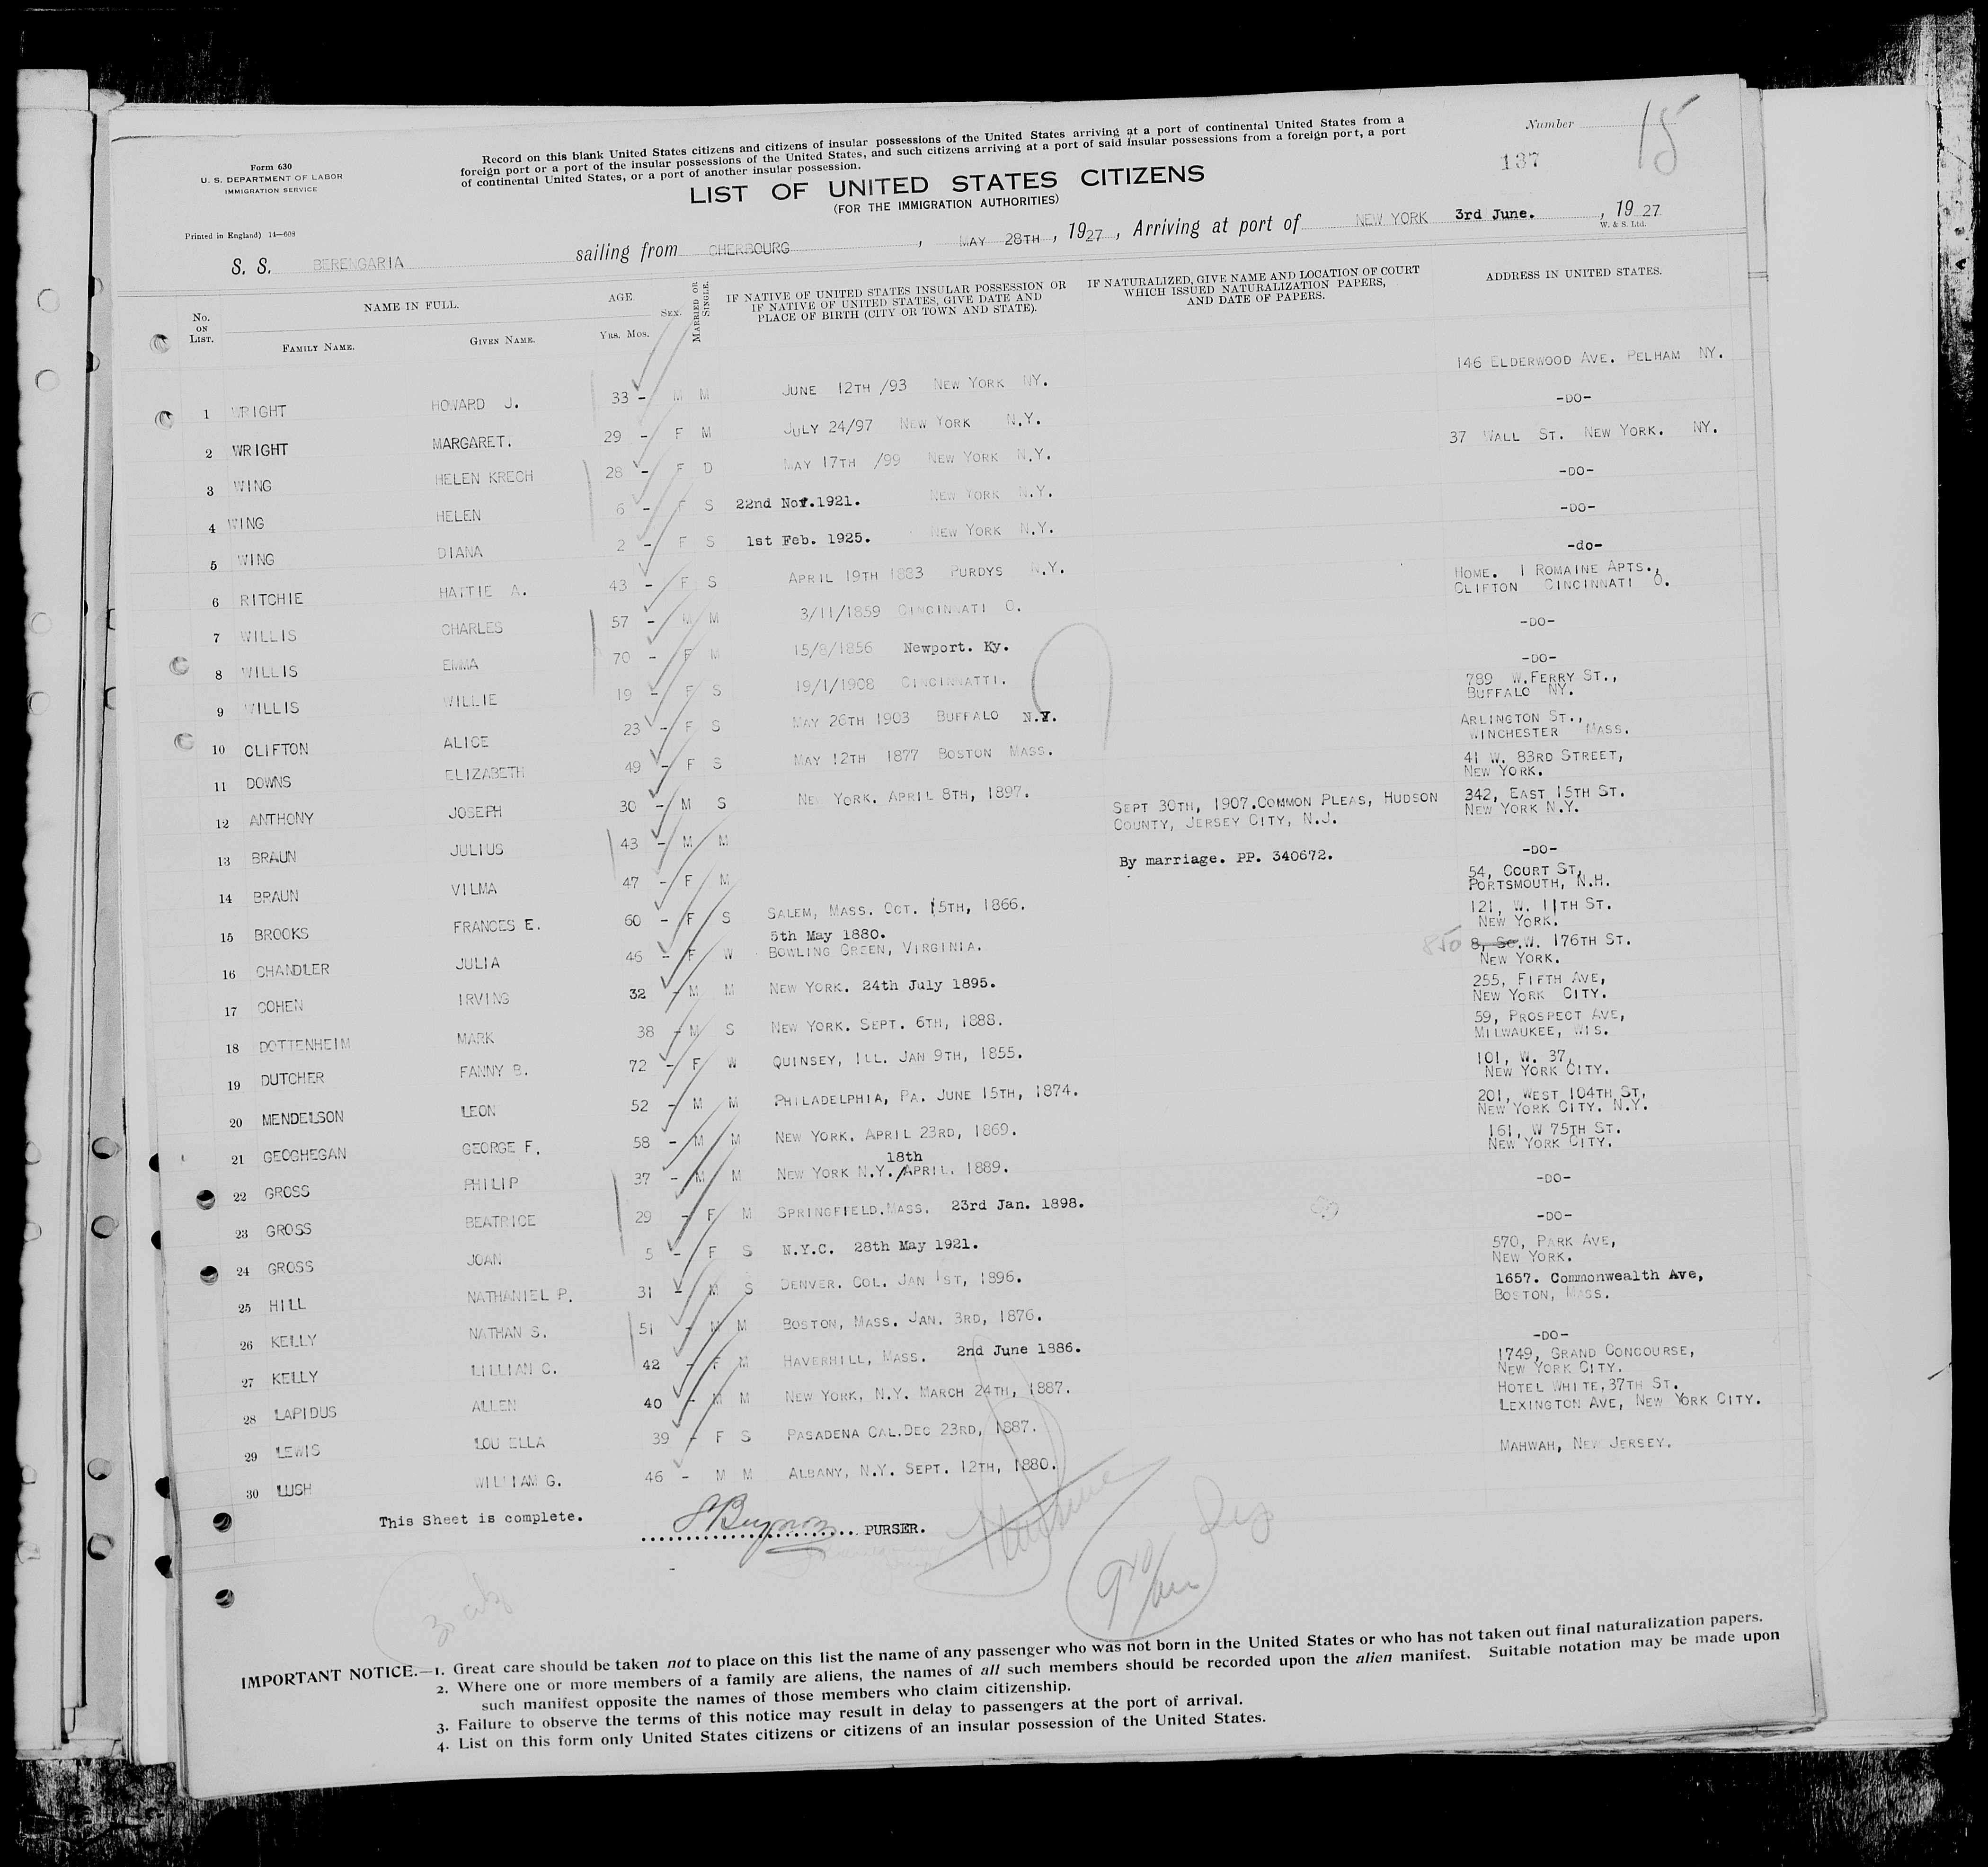 Form 630
U. S. DEPARTMENT OF LABOR
IMMIGRATION SERVICE
Record on this blank United States citizens and citizens of insular possessions of the United States arriving at a port of continental United States from a
foreign port or a port of the insular possessions of the United States, and such citizens arriving at a port of said insular possessions from a foreign port, a port
of continental United States, or a port of another insular possession.
Number
137
15
LIST OF UNITED STATES CITIZENS
(FOR THE IMMIGRATION AUTHORITIES)
Printed in England) 14—608
W. & S. Ltd.
S. S. BERENGARIA sailing from CHERBOURG, MAY 28TH, 1927, Arriving at port of NEW YORK 3rd June., 1927
No. ON LIST. NAME IN FULL. AGE SEX. MARRIED OR SINGLE. IF NATIVE OF UNITED STATES INSULAR POSSESSION OR IF NATIVE OF UNITED STATES, GIVE DATE AND PLACE OF BIRTH (CITY OR TOWN AND STATE). IF NATURALIZED, GIVE NAME AND LOCATION OF COURT WHICH ISSUED NATURALIZATION PAPERS, AND DATE OF PAPERS. ADDRESS IN UNITED STATES.
FAMILY NAME. GIVEN NAME. YRS. MOS.
1 WRIGHT HOWARD J. 33 - M M JUNE 12TH /93 NEW YORK NY. 146 ELDERWOOD AVE. PELHAM NY.
2 WRIGHT MARGARET. 29 - F M JULY 24/97 NEW YORK N.Y. -DO-
3 WING HELEN KRECH 28 - F D MAY 17TH /99 NEW YORK N.Y. 37 WALL ST. NEW YORK. NY.
4 WING HELEN 6 - F S 22nd Nov.1921. NEW YORK N.Y. -DO-
5 WING DIANA 2 - F S 1st Feb. 1925. NEW YORK N.Y. -DO-
6 RITCHIE HATTIE A. 43 - F S APRIL 19TH 1883 PURDYS N.Y. -do-
7 WILLIS CHARLES 57 - M M 3/11/1859 CINCINNATI O. HOME. 1 ROMAINE APTS.,
CLIFTON CINCINNATI O.
8 WILLIS EMMA 70 - F M 15/8/1856 Newport. Ky. -DO-
9 WILLIS WILLIE 19 - F S 19/1/1908 CINCINNATTI. -DO-
10 CLIFTON ALICE 23 - F S MAY 26TH 1903 BUFFALO N.Y. 789 W.FERRY ST.,
BUFFALO NY.
11 DOWNS ELIZABETH 49 - F S MAY 12TH 1877 BOSTON MASS. ARLINGTON ST.,
WINCHESTER MASS.
12 ANTHONY JOSEPH 30 - M S NEW YORK. APRIL 8TH, 1897. 41 W. 83RD STREET,
NEW YORK.
13 BRAUN JULIUS 43 - M M SEPT 30TH, 1907.COMMON PLEAS, HUDSON
COUNTY, JERSEY CITY, N.J. 342, EAST 15TH ST.
NEW YORK N.Y.
14 BRAUN VILMA 47 - F M By marriage. PP. 340672. -DO-
15 BROOKS FRANCES E. 60 - F S SALEM, MASS. OCT. 15TH, 1866. 54, COURT ST,
PORTSMOUTH, N.H.
16 CHANDLER JULIA 46 - F W 5th May 1880.
BOWLING GREEN, VIRGINIA. 121, W. 11TH ST.
NEW YORK.
17 COHEN IRVING 32 - M M NEW YORK. 24th July 1895. 850 8, So.W. 176TH ST.
NEW YORK.
18 DOTTENHEIM MARK 38 - M S NEW YORK. SEPT. 6TH, 1888. 255, FIFTH AVE,
NEW YORK CITY.
19 DUTCHER FANNY B. 72 - F W QUINSEY, ILL. JAN 9TH, 1855. 59, PROSPECT AVE,
MILWAUKEE, WIS.
20 MENDELSON LEON 52 - M M PHILADELPHIA, PA. JUNE 15TH, 1874. 101, W. 37,
NEW YORK CITY.
21 GEOGHEGAN GEORGE F. 58 - M M NEW YORK. APRIL 23RD, 1869. 201, WEST 104TH ST,
NEW YORK CITY. N.Y.
22 GROSS PHILIP 37 - M M NEW YORK N.Y. 18th/APRIL, 1889. 161, W 75TH ST.
NEW YORK CITY.
23 GROSS BEATRICE 29 - F M SPRINGFIELD.MASS. 23rd Jan. 1898. -DO-
24 GROSS JOAN 5 - F S N.Y.C. 28th May 1921. -DO-
25 HILL NATHANIEL P. 31 - M S DENVER. COL. JAN 1ST, 1896. 570, PARK AVE,
NEW YORK.
26 KELLY NATHAN S. 51 - M M BOSTON, MASS. JAN. 3RD, 1876. 1657. Commonwealth Ave,
BOSTON, MASS.
27 KELLY LILLIAN C. 42 - F M HAVERHILL, MASS. 2nd June 1886. -DO-
28 LAPIDUS ALLEN 40 - M M NEW YORK, N.Y. MARCH 24TH, 1887. 1749, GRAND CONCOURSE,
NEW YORK CITY.
29 LEWIS LOU ELLA 39 - F S PASADENA CAL.DEC 23RD, 1887. HOTEL WHITE,37TH ST.
LEXINGTON AVE, NEW YORK CITY.
30 LUSH WILLIAM G. 46 - M M ALBANY, N.Y. SEPT. 12TH, 1880. MAHWAH, NEW JERSEY.
This Sheet is complete.
J Beynon PURSER.
IMPORTANT NOTICE.—1. Great care should be taken not to place on this list the name of any passenger who was not born in the United States or who has not taken out final naturalization papers.
2. Where one or more members of a family are aliens, the names of all such members should be recorded upon the alien manifest. Suitable notation may be made upon
such manifest opposite the names of those members who claim citizenship.
3. Failure to observe the terms of this notice may result in delay to passengers at the port of arrival.
4. List on this form only United States citizens or citizens of an insular possession of the United States.